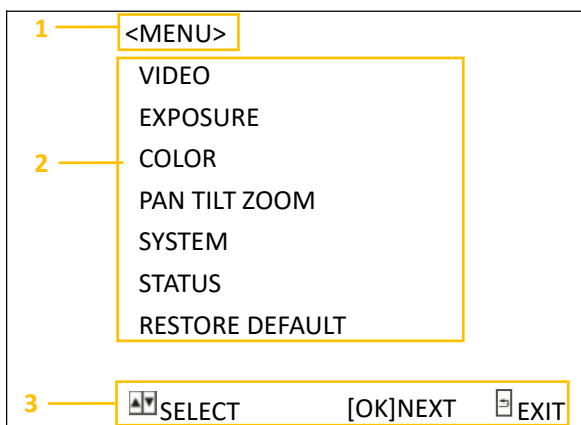 1 <MENU>
VIDEO
EXPOSURE
2 COLOR
PAN TILT ZOOM
SYSTEM
STATUS
RESTORE DEFAULT
3 ▲▼SELECT [OK]NEXT ⮌EXIT